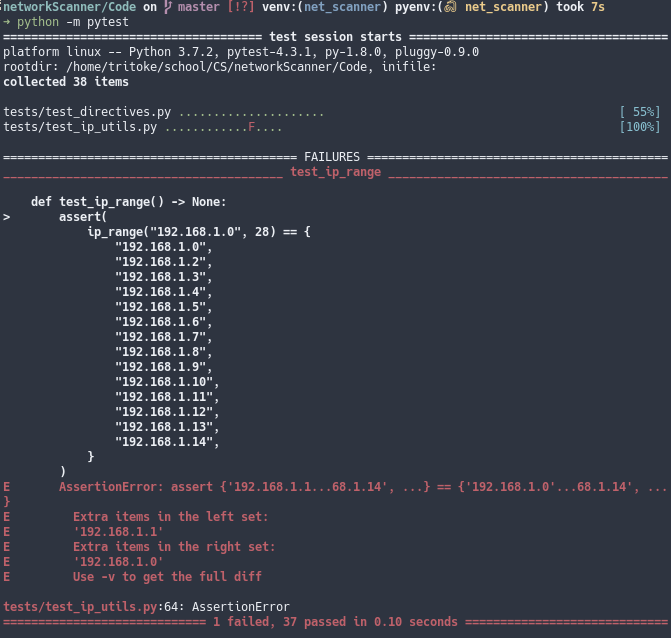 networkScanner/Code on master [!?] venv:(net_scanner) pyenv:( net_scanner) took 7s
→ python -m pytest
===================================== test session starts =====================================
platform linux -- Python 3.7.2, pytest-4.3.1, py-1.8.0, pluggy-0.9.0
rootdir: /home/tritoke/school/CS/networkScanner/Code, inifile:
collected 38 items
tests/test_directives.py ..................... [ 55%]
tests/test_ip_utils.py ............F.... [100%]
========================================== FAILURES ===========================================
________________________________________ test_ip_range ________________________________________
def test_ip_range() -> None:
> assert(
ip_range("192.168.1.0", 28) == {
"192.168.1.0",
"192.168.1.2",
"192.168.1.3",
"192.168.1.4",
"192.168.1.5",
"192.168.1.6",
"192.168.1.7",
"192.168.1.8",
"192.168.1.9",
"192.168.1.10",
"192.168.1.11",
"192.168.1.12",
"192.168.1.13",
"192.168.1.14",
}
)
E AssertionError: assert {'192.168.1.1...68.1.14', ...} == {'192.168.1.0'...68.1.14', ...
}
E Extra items in the left set:
E '192.168.1.1'
E Extra items in the right set:
E '192.168.1.0'
E Use -v to get the full diff
tests/test_ip_utils.py:64: AssertionError
============================= 1 failed, 37 passed in 0.10 seconds =============================